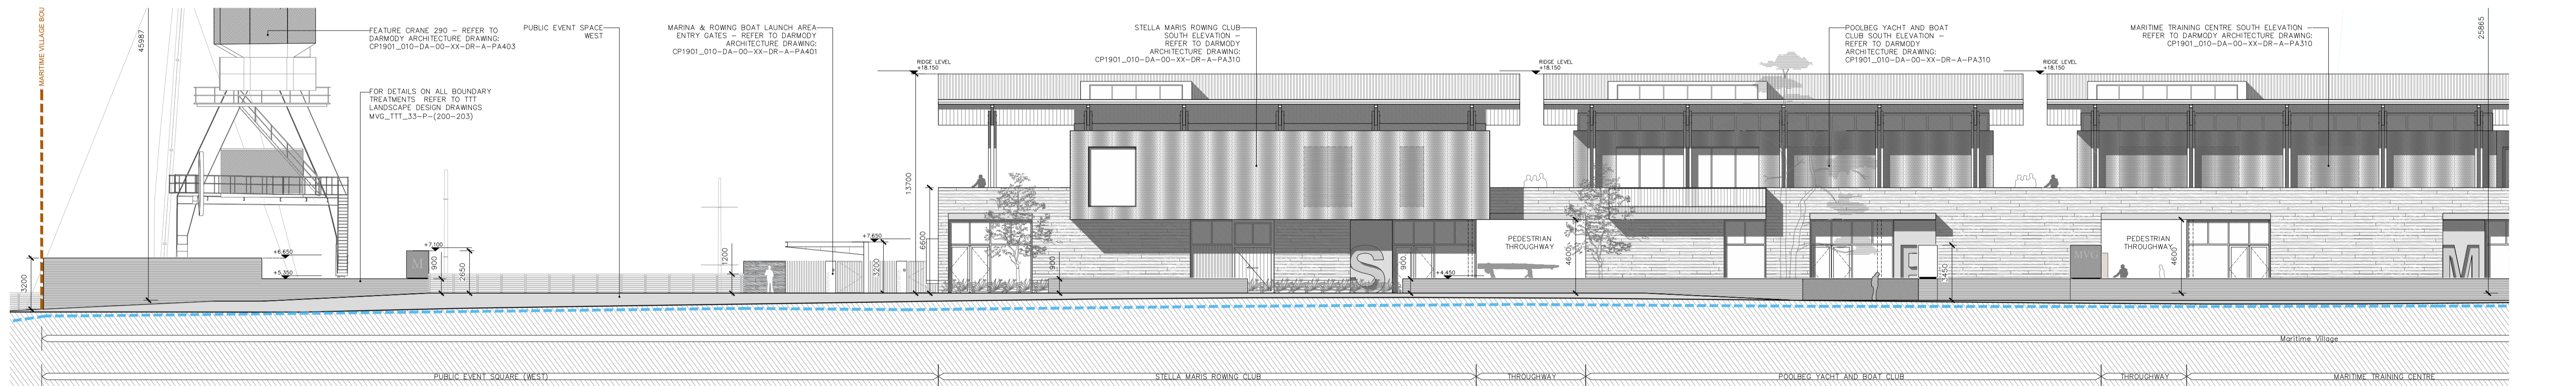 MARITIME VILLAGE BOU
45987
FEATURE CRANE 290 – REFER TO
DARMODY ARCHITECTURE DRAWING:
CP1901_010-DA-00-XX-DR-A-PA403
FOR DETAILS ON ALL BOUNDARY
TREATMENTS REFER TO TTT
LANDSCAPE DESIGN DRAWINGS
MVG_TTT_33-P-(200-203)
PUBLIC EVENT SPACE
WEST
MARINA & ROWING BOAT LAUNCH AREA
ENTRY GATES – REFER TO DARMODY
ARCHITECTURE DRAWING:
CP1901_010-DA-00-XX-DR-A-PA401
STELLA MARIS ROWING CLUB
SOUTH ELEVATION –
REFER TO DARMODY
ARCHITECTURE DRAWING:
CP1901_010-DA-00-XX-DR-A-PA310
POOLBEG YACHT AND BOAT
CLUB SOUTH ELEVATION –
REFER TO DARMODY
ARCHITECTURE DRAWING:
CP1901_010-DA-00-XX-DR-A-PA310
MARITIME TRAINING CENTRE SOUTH ELEVATION –
REFER TO DARMODY ARCHITECTURE DRAWING:
CP1901_010-DA-00-XX-DR-A-PA310
25865
RIDGE LEVEL
+18.150
RIDGE LEVEL
+18.150
RIDGE LEVEL
+18.150
13700
6600
3200
+6.650
+5.350
+7.100
M
900
2650
1200
+7.650
3200
900
S
900
+4.450
PEDESTRIAN
THROUGHWAY
4600
2450
MVG
PEDESTRIAN
THROUGHWAY
4600
M
Maritime Village
PUBLIC EVENT SQUARE (WEST)
STELLA MARIS ROWING CLUB
THROUGHWAY
POOLBEG YACHT AND BOAT CLUB
THROUGHWAY
MARITIME TRAINING CENTRE